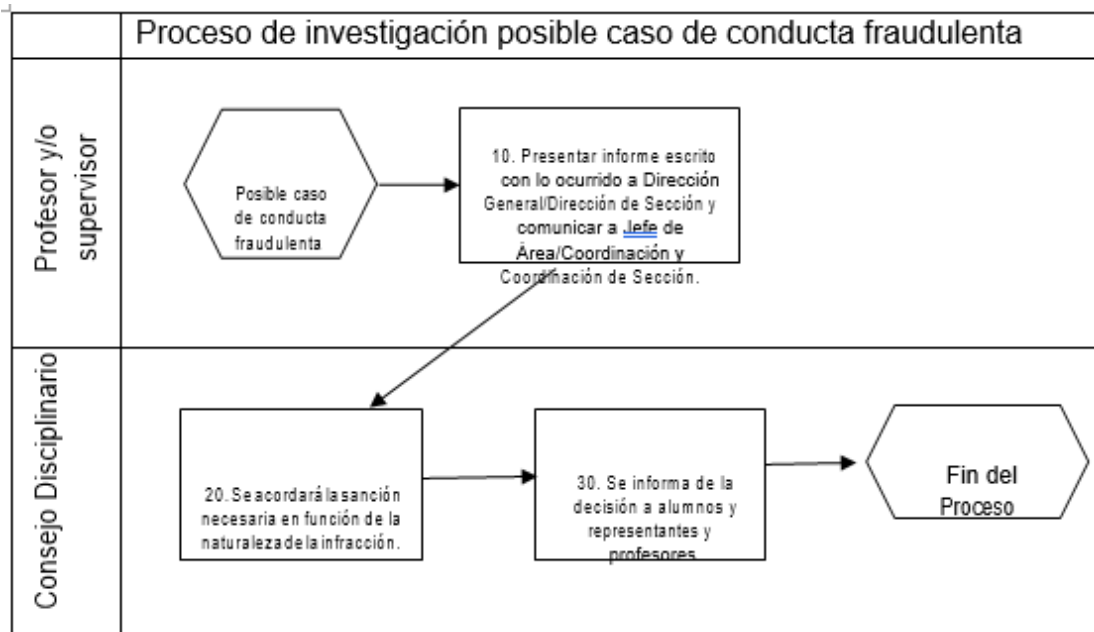 Proceso de investigación posible caso de conducta fraudulenta
Profesor y/o
supervisor
Posible caso
de conducta
fraudulenta
10. Presentar informe escrito
con lo ocurrido a Dirección
General/Dirección de Sección y
comunicar a Jefe de
Área/Coordinación y
Coordinación de Sección.
Consejo Disciplinario
20. Se acordará la sanción
necesaria en función de la
naturaleza de la infracción.
30. Se informa de la
decisión a alumnos y
representantes y
profesores
Fin del
Proceso